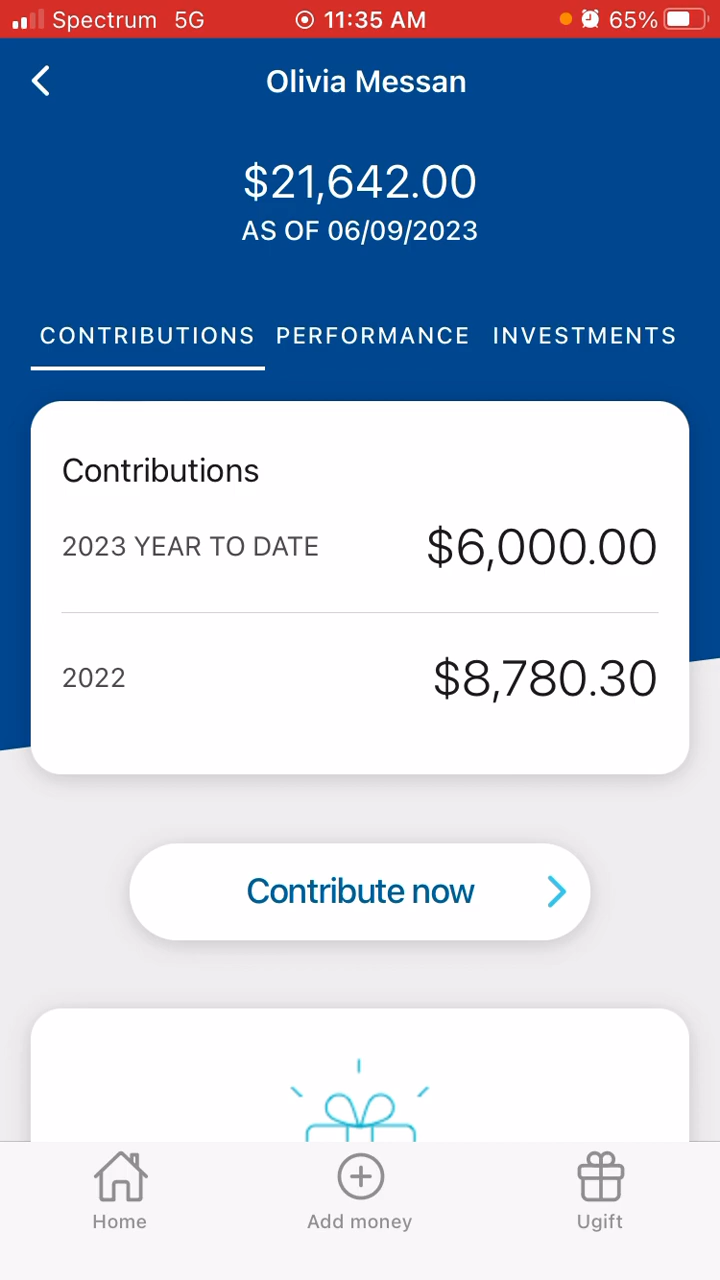 Spectrum 5G 11:35 AM 65%
Olivia Messan
$21,642.00
AS OF 06/09/2023
CONTRIBUTIONS PERFORMANCE INVESTMENTS
Contributions
2023 YEAR TO DATE $6,000.00
2022 $8,780.30
Contribute now
Home Add money Ugift